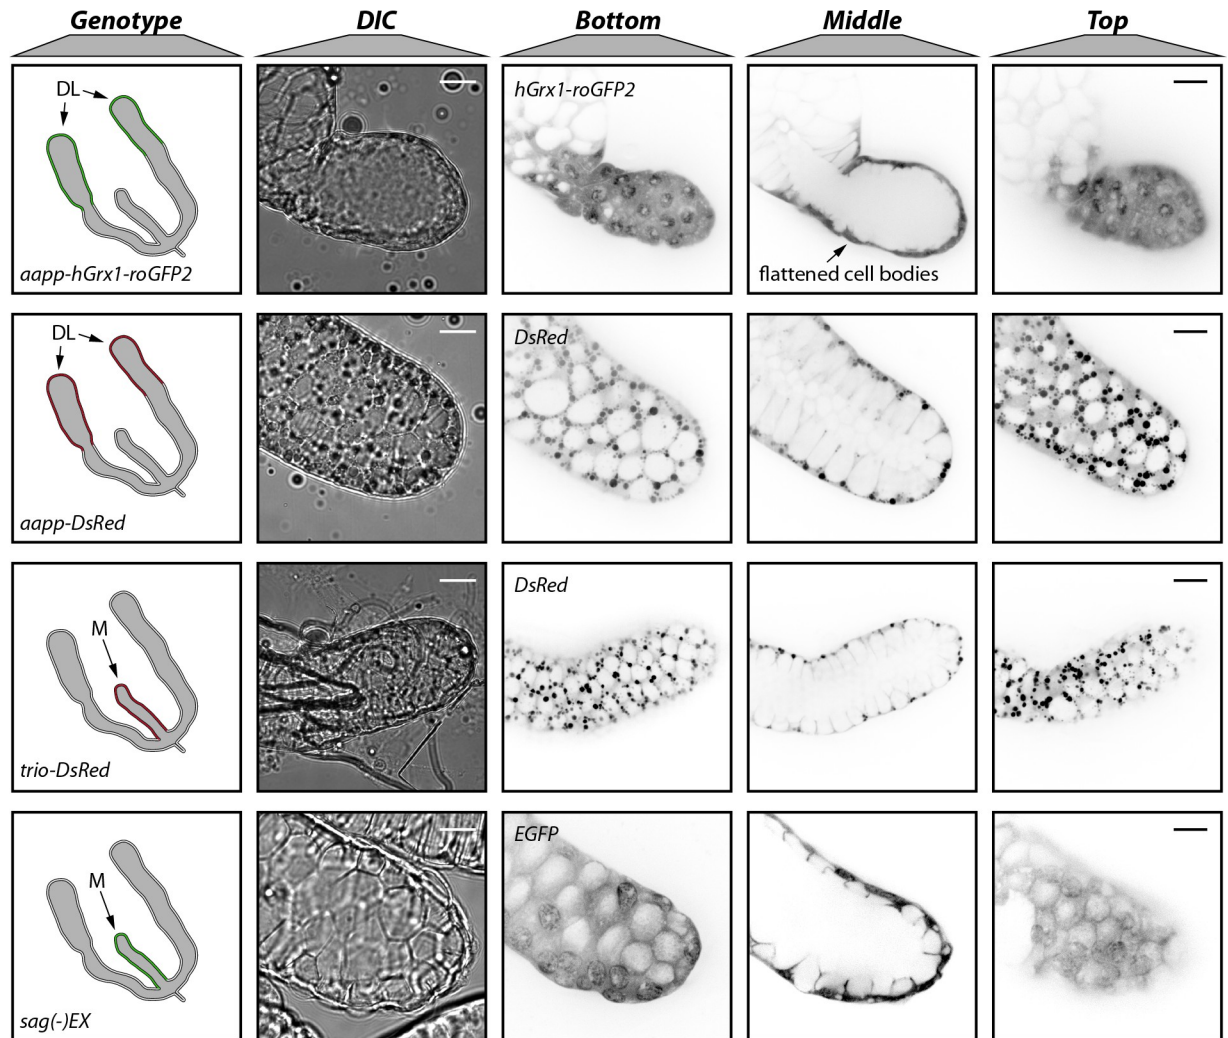 Genotype DIC Bottom Middle Top
DL
hGrx1-roGFP2
flattened cell bodies
aapp-hGrx1-roGFP2
DL
DsRed
aapp-DsRed
DsRed
M
trio-DsRed
EGFP
M
sag(-)EX